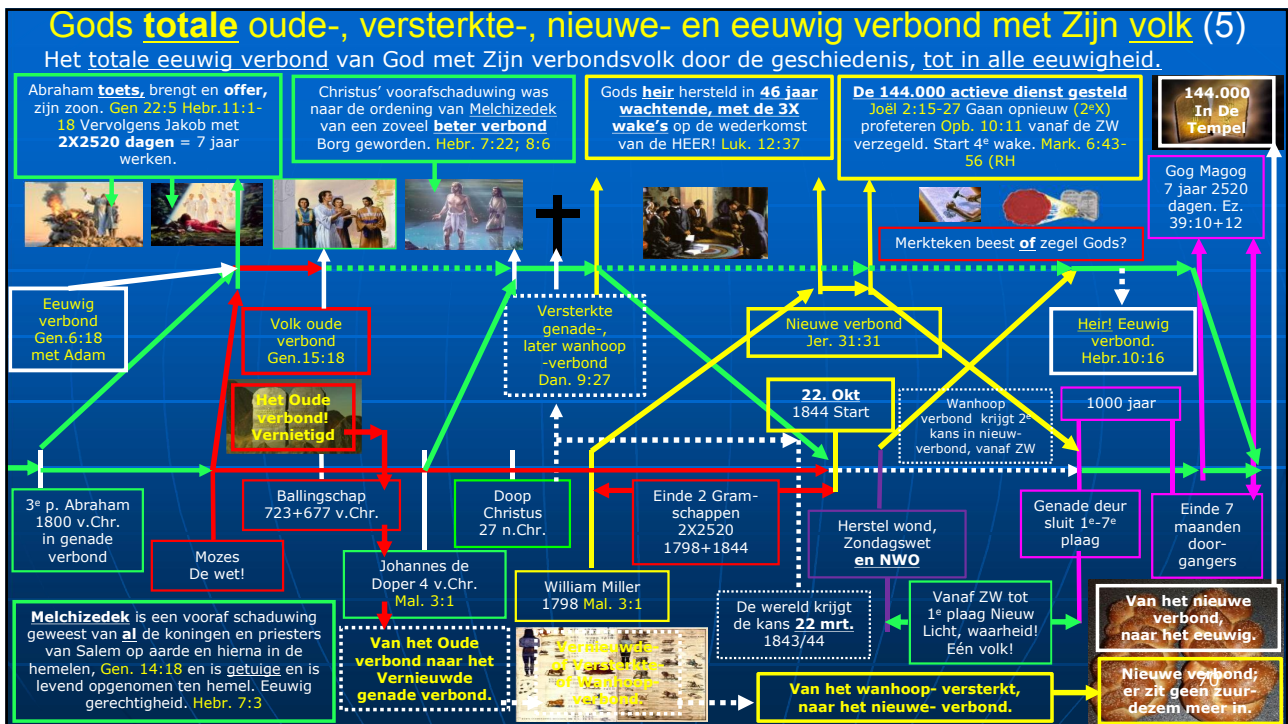 Gods totale oude-, versterkte-, nieuwe- en eeuwig verbond met Zijn volk (5)
Het totale eeuwig verbond van God met Zijn verbondsvolk door de geschiedenis, tot in alle eeuwigheid.
Abraham toets, brengt en offer,
zijn zoon. Gen 22:5 Hebr.11:1-
18 Vervolgens Jakob met
2X2520 dagen = 7 jaar
werken.
Christus’ voorafschaduwing was
naar de ordening van Melchizedek
van een zoveel beter verbond
Borg geworden. Hebr. 7:22; 8:6
Gods heir hersteld in 46 jaar
wachtende, met de 3X
wake’s op de wederkomst
van de HEER! Luk. 12:37
De 144.000 actieve dienst gesteld
Joël 2:15-27 Gaan opnieuw (2eX)
profeteren Opb. 10:11 vanaf de ZW
verzegeld. Start 4e wake. Mark. 6:43-
56 (RH
144.000
In De
Tempel
Gog Magog
7 jaar 2520
dagen. Ez.
39:10+12
Merkteken beest of zegel Gods?
Eeuwig
verbond
Gen.6:18
met Adam
Volk oude
verbond
Gen.15:18
Versterkte
genade-,
later wanhoop
-verbond
Dan. 9:27
Nieuwe verbond
Jer. 31:31
Heir! Eeuwig
verbond.
Hebr.10:16
Het Oude
verbond!
Vernietigd
22. Okt
1844 Start
Wanhoop
verbond krijgt 2e
kans in nieuw-
verbond, vanaf ZW
1000 jaar
3e p. Abraham
1800 v.Chr.
in genade
verbond
Mozes
De wet!
Ballingschap
723+677 v.Chr.
Johannes de
Doper 4 v.Chr.
Mal. 3:1
Doop
Christus
27 n.Chr.
William Miller
1798 Mal. 3:1
Einde 2 Gram-
schappen
2X2520
1798+1844
De wereld krijgt
de kans 22 mrt.
1843/44
Herstel wond,
Zondagswet
en NWO
Genade deur
sluit 1e-7e
plaag
Einde 7
maanden
door-
gangers
Vanaf ZW tot
1e plaag Nieuw
Licht, waarheid!
Eén volk!
Melchizedek is een vooraf schaduwing
geweest van al de koningen en priesters
van Salem op aarde en hierna in de
hemelen, Gen. 14:18 en is getuige en is
levend opgenomen ten hemel. Eeuwig
gerechtigheid. Hebr. 7:3
Van het Oude
verbond naar het
Vernieuwde
genade verbond.
Vernieuwde-
of Versterkte-
of Wanhoop-
verbond.
Van het wanhoop- versterkt,
naar het nieuwe- verbond.
Van het nieuwe
verbond,
naar het eeuwig.
Nieuwe verbond;
er zit geen zuur-
dezem meer in.